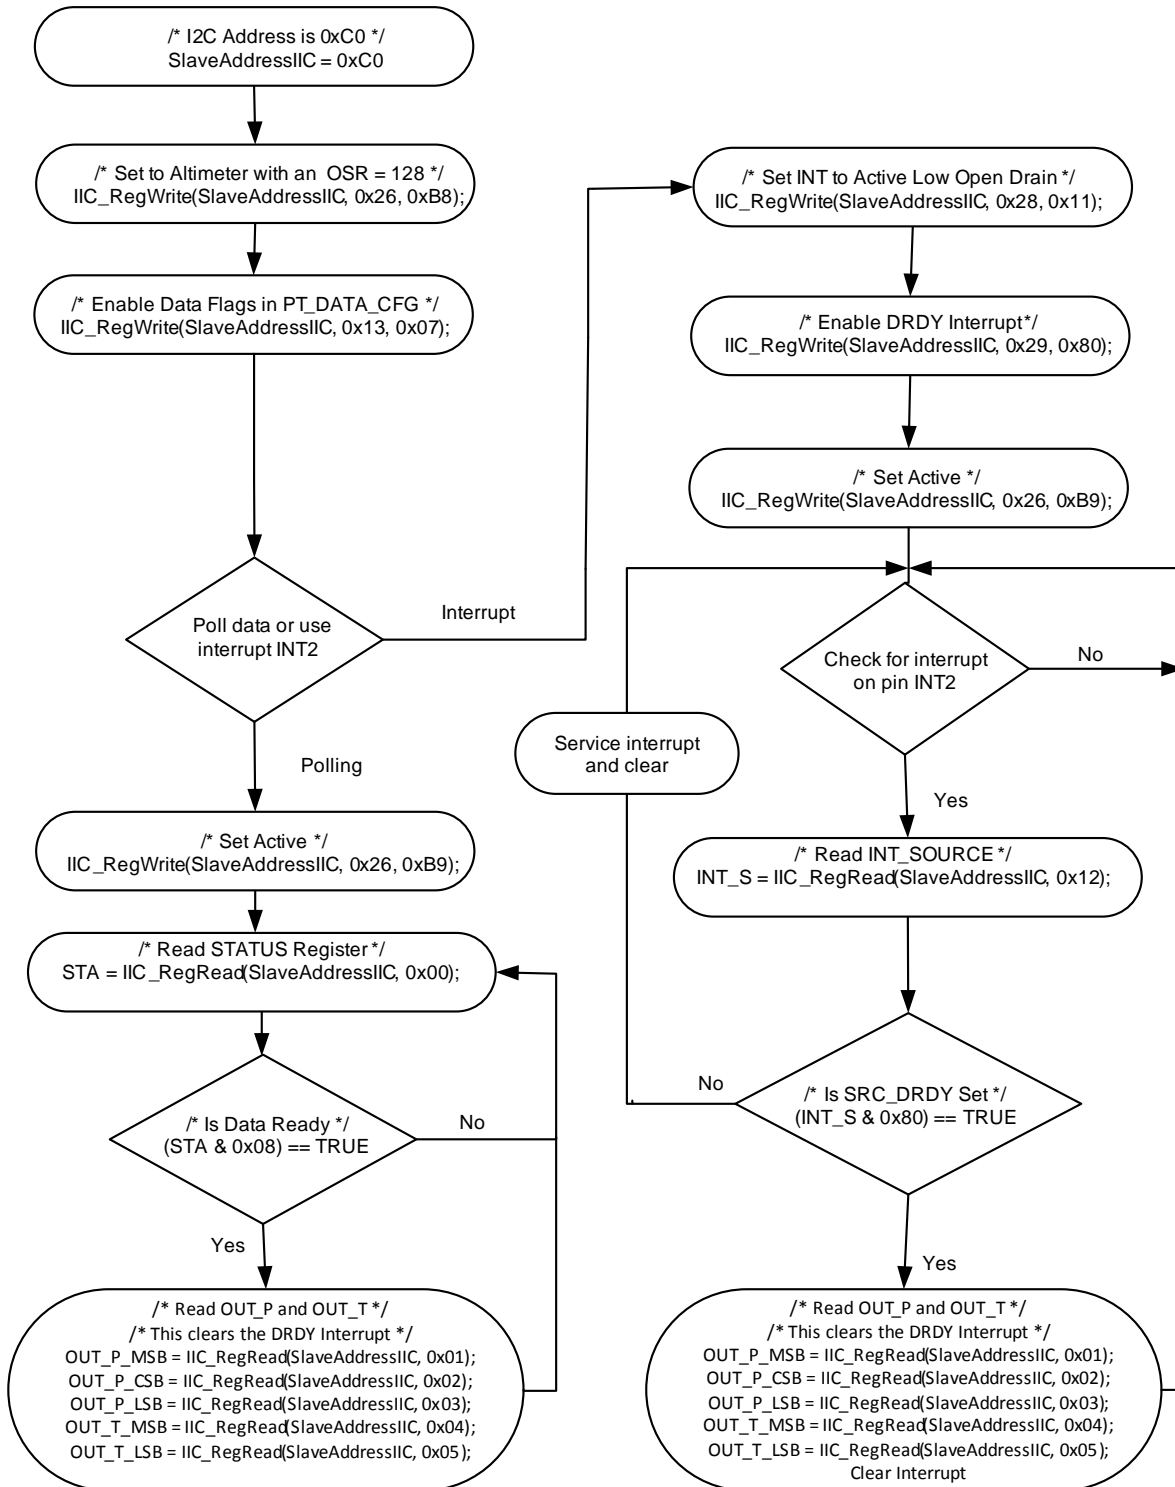 /* I2C Address is 0xC0 */
SlaveAddressIIC = 0xC0
/* Set to Altimeter with an OSR = 128 */
IIC_RegWrite(SlaveAddressIIC, 0x26, 0xB8);
/* Enable Data Flags in PT_DATA_CFG */
IIC_RegWrite(SlaveAddressIIC, 0x13, 0x07);
Poll data or use
interrupt INT2
Interrupt
Polling
/* Set Active */
IIC_RegWrite(SlaveAddressIIC, 0x26, 0xB9);
/* Read STATUS Register */
STA = IIC_RegRead(SlaveAddressIIC, 0x00);
/* Is Data Ready */
(STA & 0x08) == TRUE
No
Yes
/* Read OUT_P and OUT_T */
/* This clears the DRDY Interrupt */
OUT_P_MSB = IIC_RegRead(SlaveAddressIIC, 0x01);
OUT_P_CSB = IIC_RegRead(SlaveAddressIIC, 0x02);
OUT_P_LSB = IIC_RegRead(SlaveAddressIIC, 0x03);
OUT_T_MSB = IIC_RegRead(SlaveAddressIIC, 0x04);
OUT_T_LSB = IIC_RegRead(SlaveAddressIIC, 0x05);
/* Set INT to Active Low Open Drain */
IIC_RegWrite(SlaveAddressIIC, 0x28, 0x11);
/* Enable DRDY Interrupt */
IIC_RegWrite(SlaveAddressIIC, 0x29, 0x80);
/* Set Active */
IIC_RegWrite(SlaveAddressIIC, 0x26, 0xB9);
Check for interrupt
on pin INT2
No
Service interrupt
and clear
Yes
/* Read INT_SOURCE */
INT_S = IIC_RegRead(SlaveAddressIIC, 0x12);
No
/* Is SRC_DRDY Set */
(INT_S & 0x80) == TRUE
Yes
/* Read OUT_P and OUT_T */
/* This clears the DRDY Interrupt */
OUT_P_MSB = IIC_RegRead(SlaveAddressIIC, 0x01);
OUT_P_CSB = IIC_RegRead(SlaveAddressIIC, 0x02);
OUT_P_LSB = IIC_RegRead(SlaveAddressIIC, 0x03);
OUT_T_MSB = IIC_RegRead(SlaveAddressIIC, 0x04);
OUT_T_LSB = IIC_RegRead(SlaveAddressIIC, 0x05);
Clear Interrupt